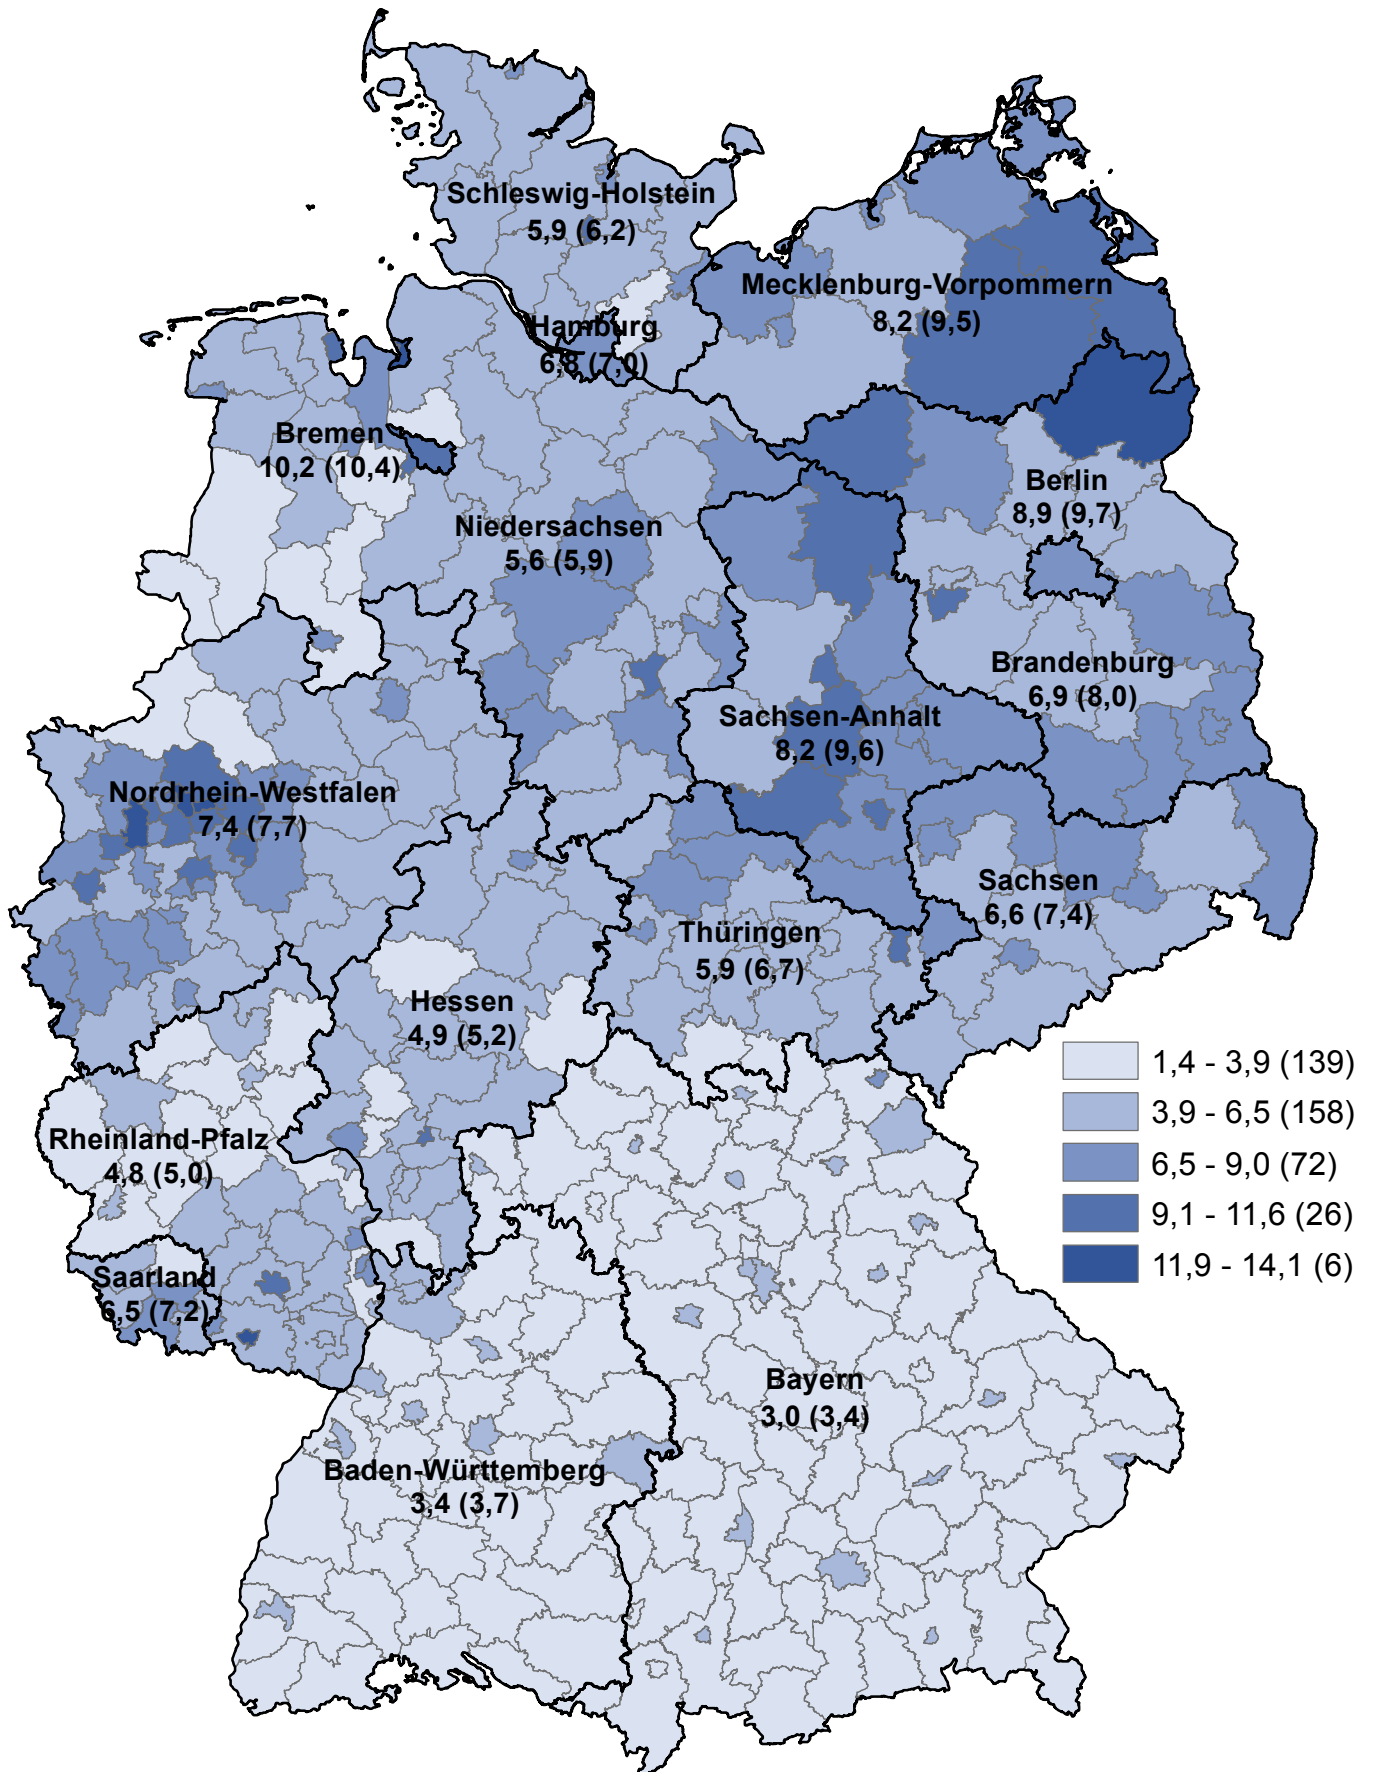 Schleswig-Holstein
5,9 (6,2)
Mecklenburg-Vorpommern
8,2 (9,5)
Hamburg
6,8 (7,0)
Bremen
10,2 (10,4)
Berlin
8,9 (9,7)
Niedersachsen
5,6 (5,9)
Brandenburg
6,9 (8,0)
Sachsen-Anhalt
8,2 (9,6)
Nordrhein-Westfalen
7,4 (7,7)
Sachsen
6,6 (7,4)
Thüringen
5,9 (6,7)
Hessen
4,9 (5,2)
1,4 - 3,9 (139)
3,9 - 6,5 (158)
6,5 - 9,0 (72)
9,1 - 11,6 (26)
11,9 - 14,1 (6)
Rheinland-Pfalz
4,8 (5,0)
Saarland
6,5 (7,2)
Bayern
3,0 (3,4)
Baden-Württemberg
3,4 (3,7)